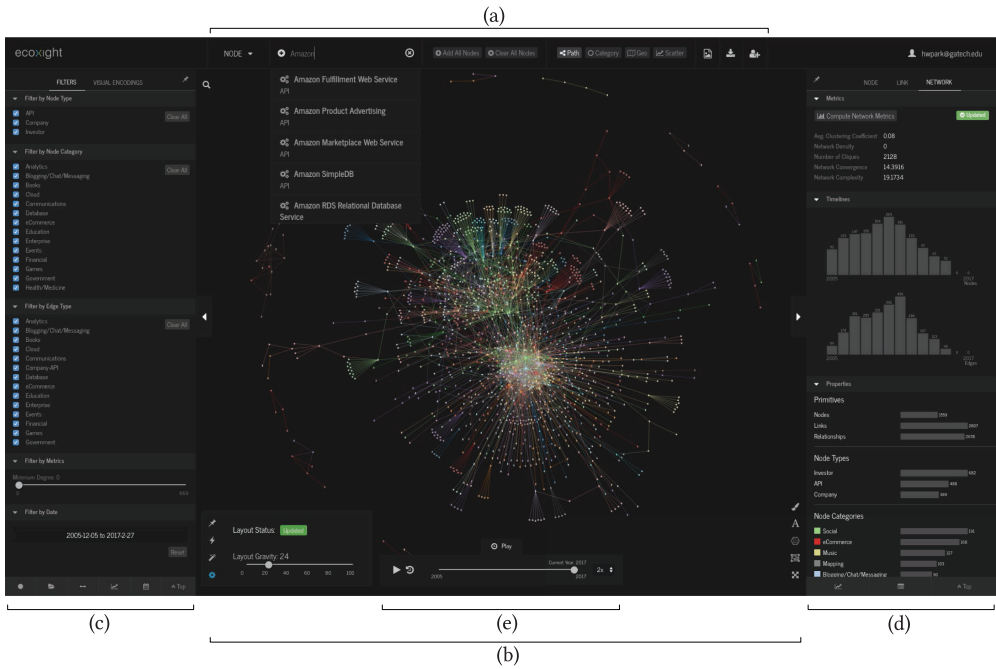 (a)
ecoxight
NODE
Amazon
Add All Nodes
Clear All Nodes
Path
Category
Geo
Scatter
hwpark@gatech.edu
FILTERS
VISUAL ENCODINGS
Filter by Node Type
API
Company
Investor
Clear All
Filter by Node Category
Analytics
Clear All
Blogging/Chat/Messaging
Books
Cloud
Communications
Database
eCommerce
Education
Enterprise
Events
Financial
Games
Government
Health/Medicine
Filter by Edge Type
Analytics
Clear All
Blogging/Chat/Messaging
Books
Cloud
Communications
Company-API
Database
eCommerce
Education
Enterprise
Events
Financial
Games
Government
Filter by Metrics
Minimum Degree: 0
0
Filter by Date
2005-12-05 to 2017-2-27
Reset
Top
Amazon Fulfillment Web Service
API
Amazon Product Advertising
API
Amazon Marketplace Web Service
API
Amazon SimpleDB
API
Amazon RDS Relational Database
Service
Layout Status: Updated
Layout Gravity: 24
0 20 40 60 80 100
Play
Current Year: 2017
2005 2017
2x
A
NODE
LINK
NETWORK
Metrics
Compute Network Metrics
Updated
Avg. Clustering Coefficient 0.08
Network Density 0
Number of Cliques 2128
Network Convergence 14.3916
Network Complexity 19.1734
Timelines
2005 2017
Nodes
2005 2017
Edges
Properties
Primitives
Nodes
Links
Relationships
Node Types
Investor
API
Company
Node Categories
Social
eCommerce
Music
Mapping
Blogging/Chat/Messaging
Top
(c)
(e)
(d)
(b)